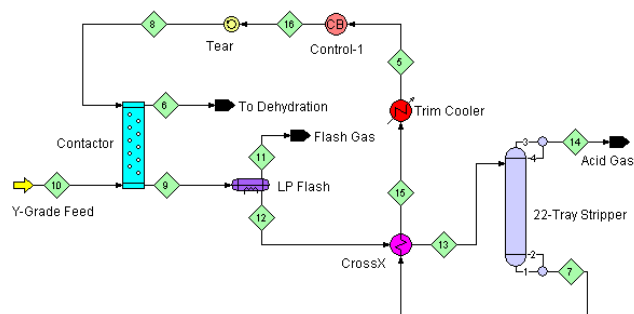 8
16
CB
Tear
Control-1
5
6
To Dehydration
Trim Cooler
Contactor
11
Flash Gas
3
14
4
Acid Gas
10
9
LP Flash
15
Y-Grade Feed
12
22-Tray Stripper
13
CrossX
2
1
7